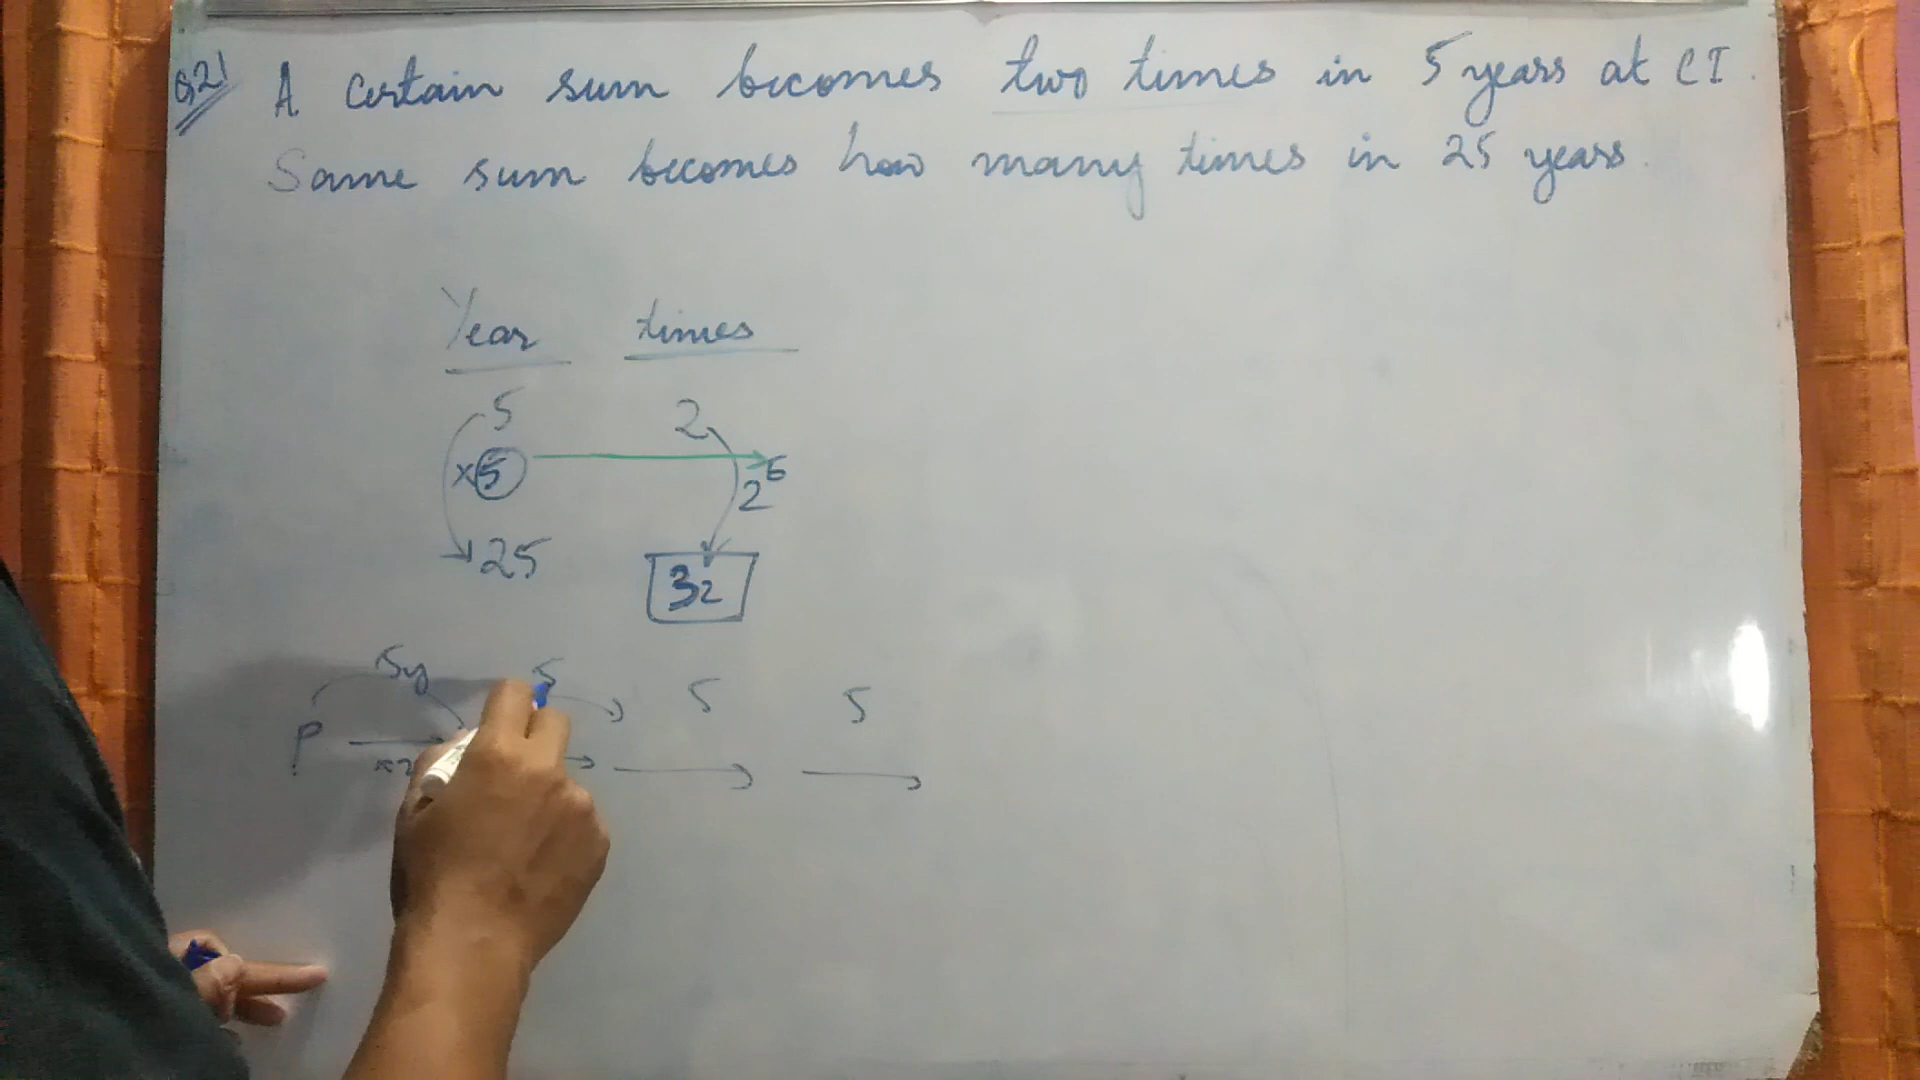 Q21 A certain sum becomes two times in 5 years at CI.
Same sum becomes how many times in 25 years.
Year times
5 2
×5 2^5
25 32
5y 5 5 5
P ×2